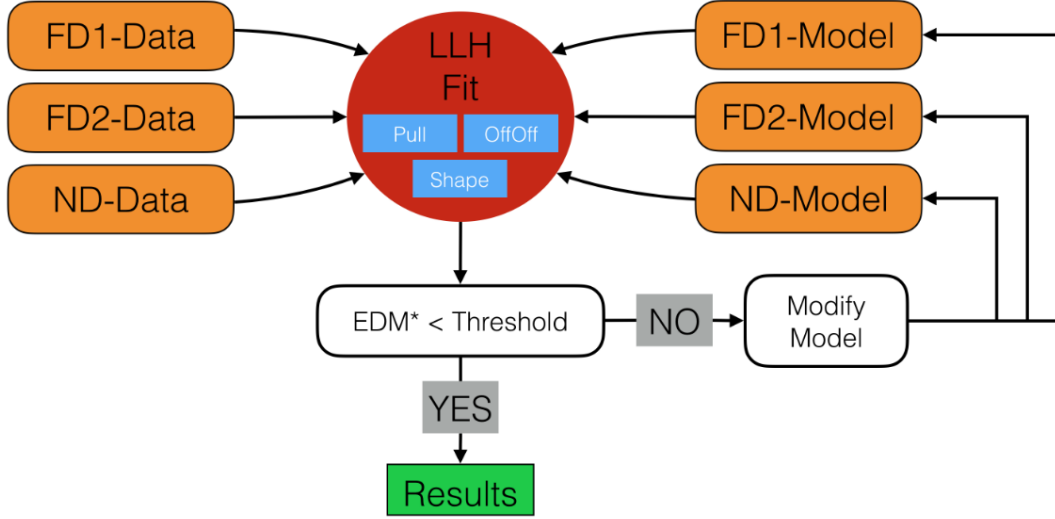 FD1-Data
LLH
Fit
FD1-Model
FD2-Data
Pull
OffOff
FD2-Model
ND-Data
Shape
ND-Model
EDM* < Threshold
NO
Modify
Model
YES
Results